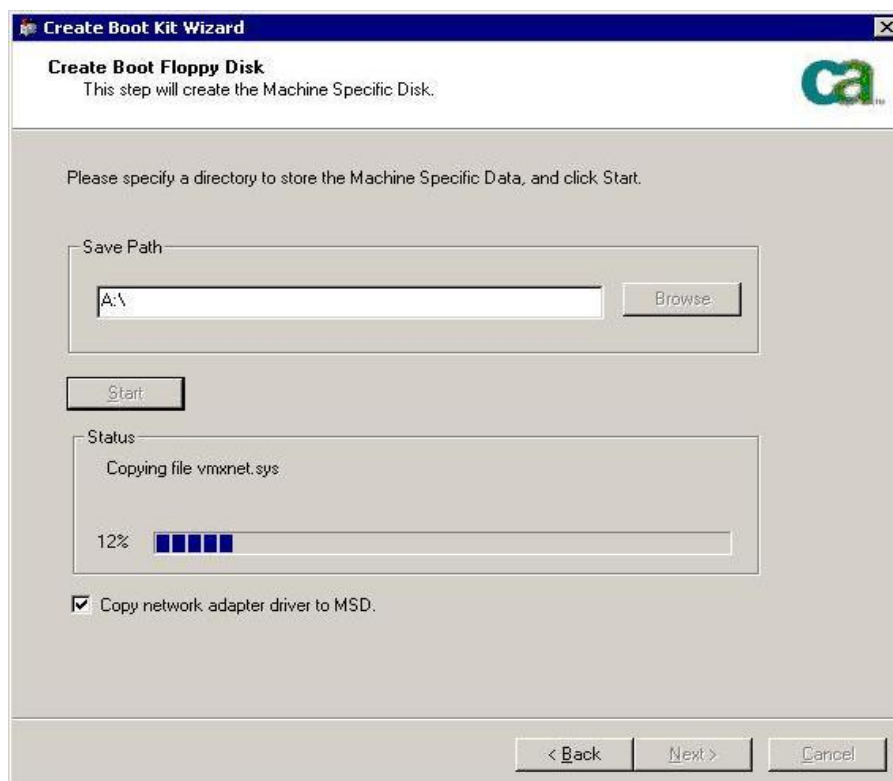 Create Boot Kit Wizard
Create Boot Floppy Disk
This step will create the Machine Specific Disk.
ca
Please specify a directory to store the Machine Specific Data, and click Start.
Save Path
A:\
Browse
Start
Status
Copying file vmxnet.sys
12%
Copy network adapter driver to MSD.
< Back
Next >
Cancel